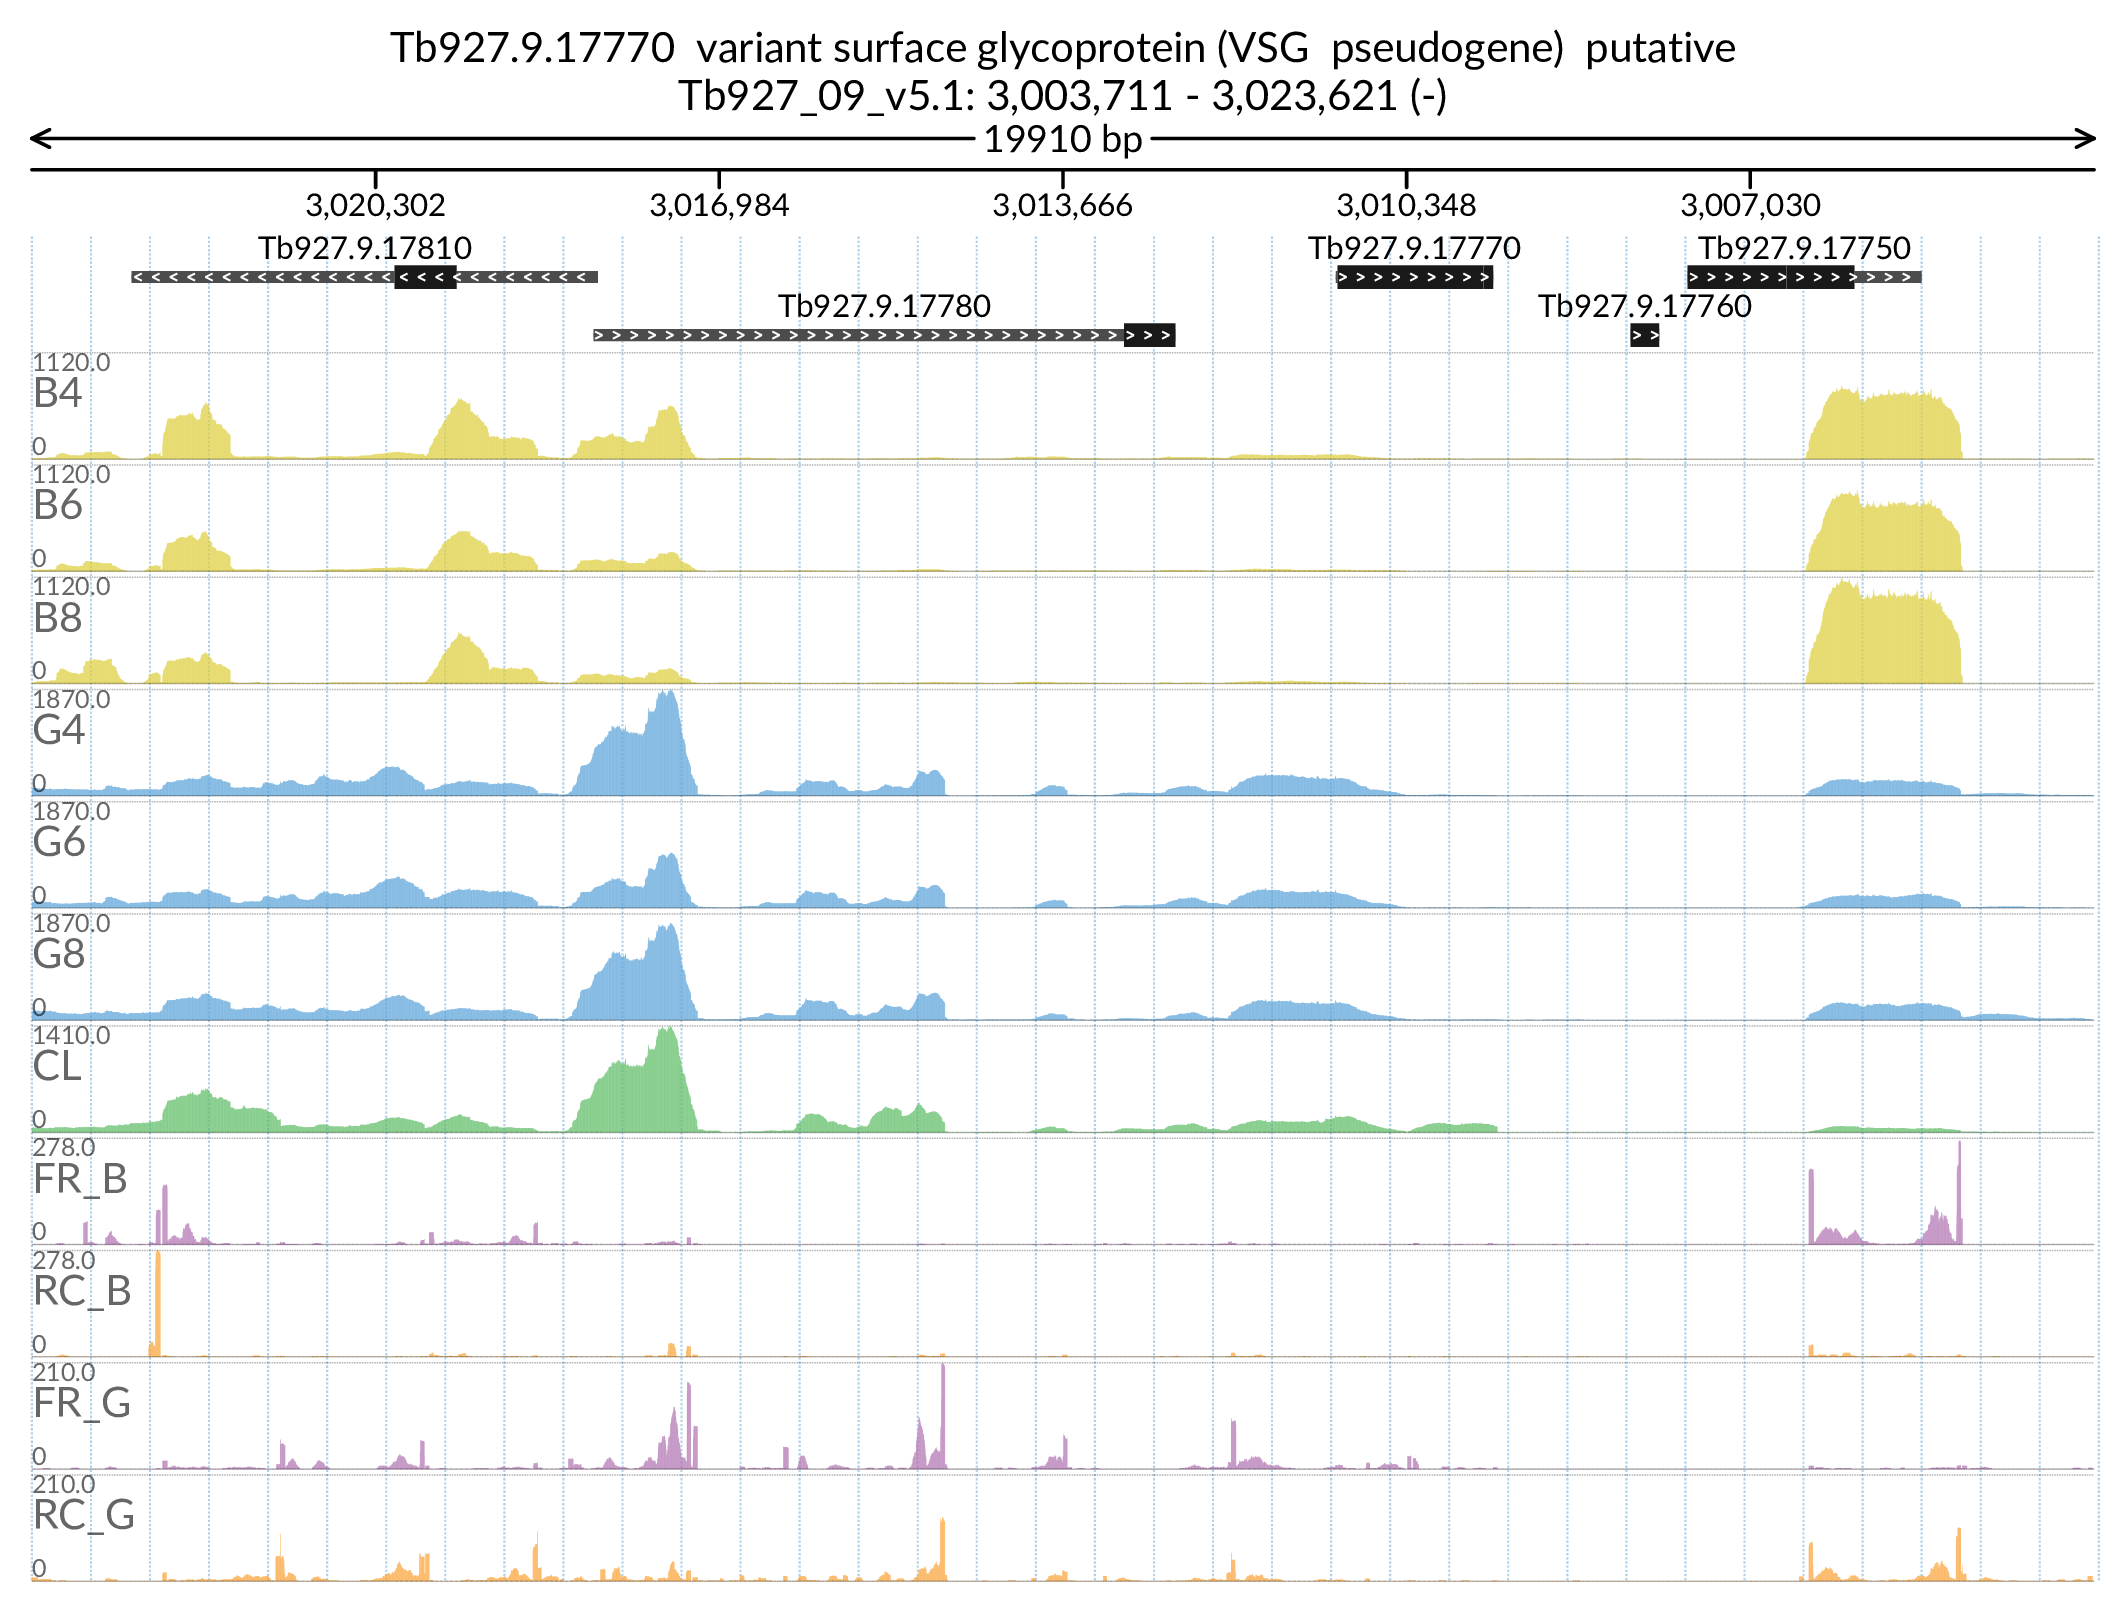 Tb927.9.17770  variant surface glycoprotein (VSG  pseudogene)  putative
Tb927_09_v5.1: 3,003,711 - 3,023,621 (-)
19910 bp
3,020,302 3,016,984 3,013,666 3,010,348 3,007,030
Tb927.9.17810 Tb927.9.17770 Tb927.9.17750
Tb927.9.17780 Tb927.9.17760
1120.0
B4
0
1120.0
B6
0
1120.0
B8
0
1870.0
G4
0
1870.0
G6
0
1870.0
G8
0
1410.0
CL
0
278.0
FR_B
0
278.0
RC_B
0
210.0
FR_G
0
210.0
RC_G
0